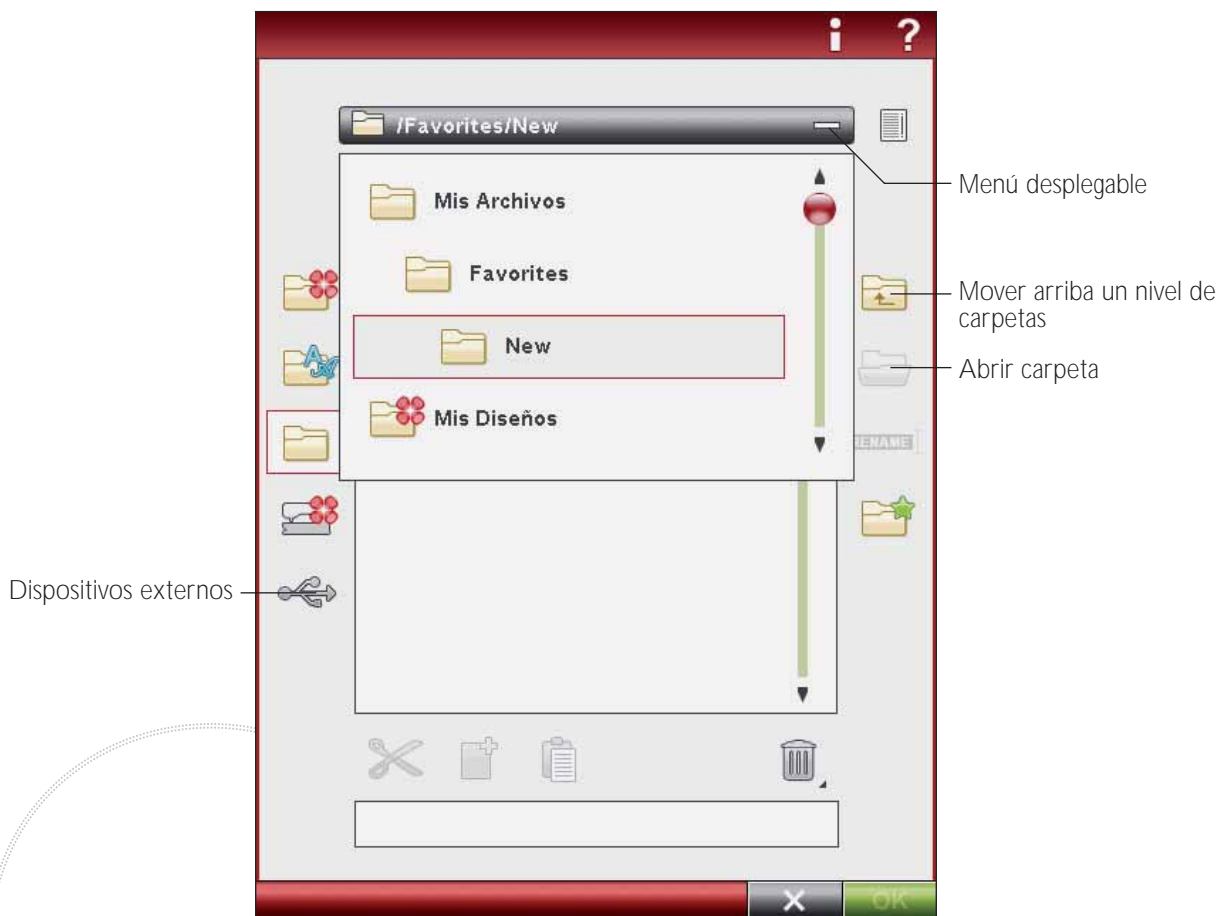 i ?
/Favorites/New
Menú desplegable
Mis Archivos
Favorites
Mover arriba un nivel de
carpetas
New
Abrir carpeta
Mis Diseños
RENAME
Dispositivos externos
OK